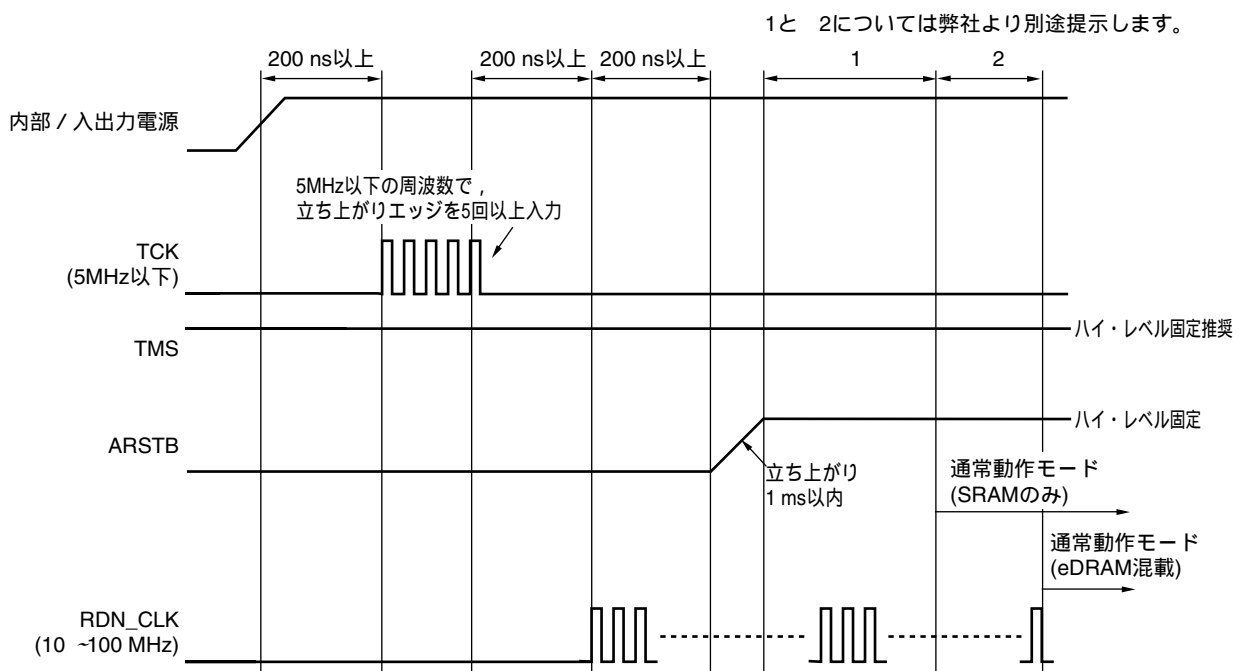 1と 2については弊社より別途提示します。
200 ns以上
200 ns以上
200 ns以上
1
2
内部 / 入出力電源
5MHz以下の周波数で，
立ち上がりエッジを5回以上入力
TCK
(5MHz以下)
TMS
ハイ・レベル固定推奨
ARSTB
ハイ・レベル固定
立ち上がり
1 ms以内
通常動作モード
(SRAMのみ)
通常動作モード
(eDRAM混載)
RDN_CLK
(10 ~100 MHz)